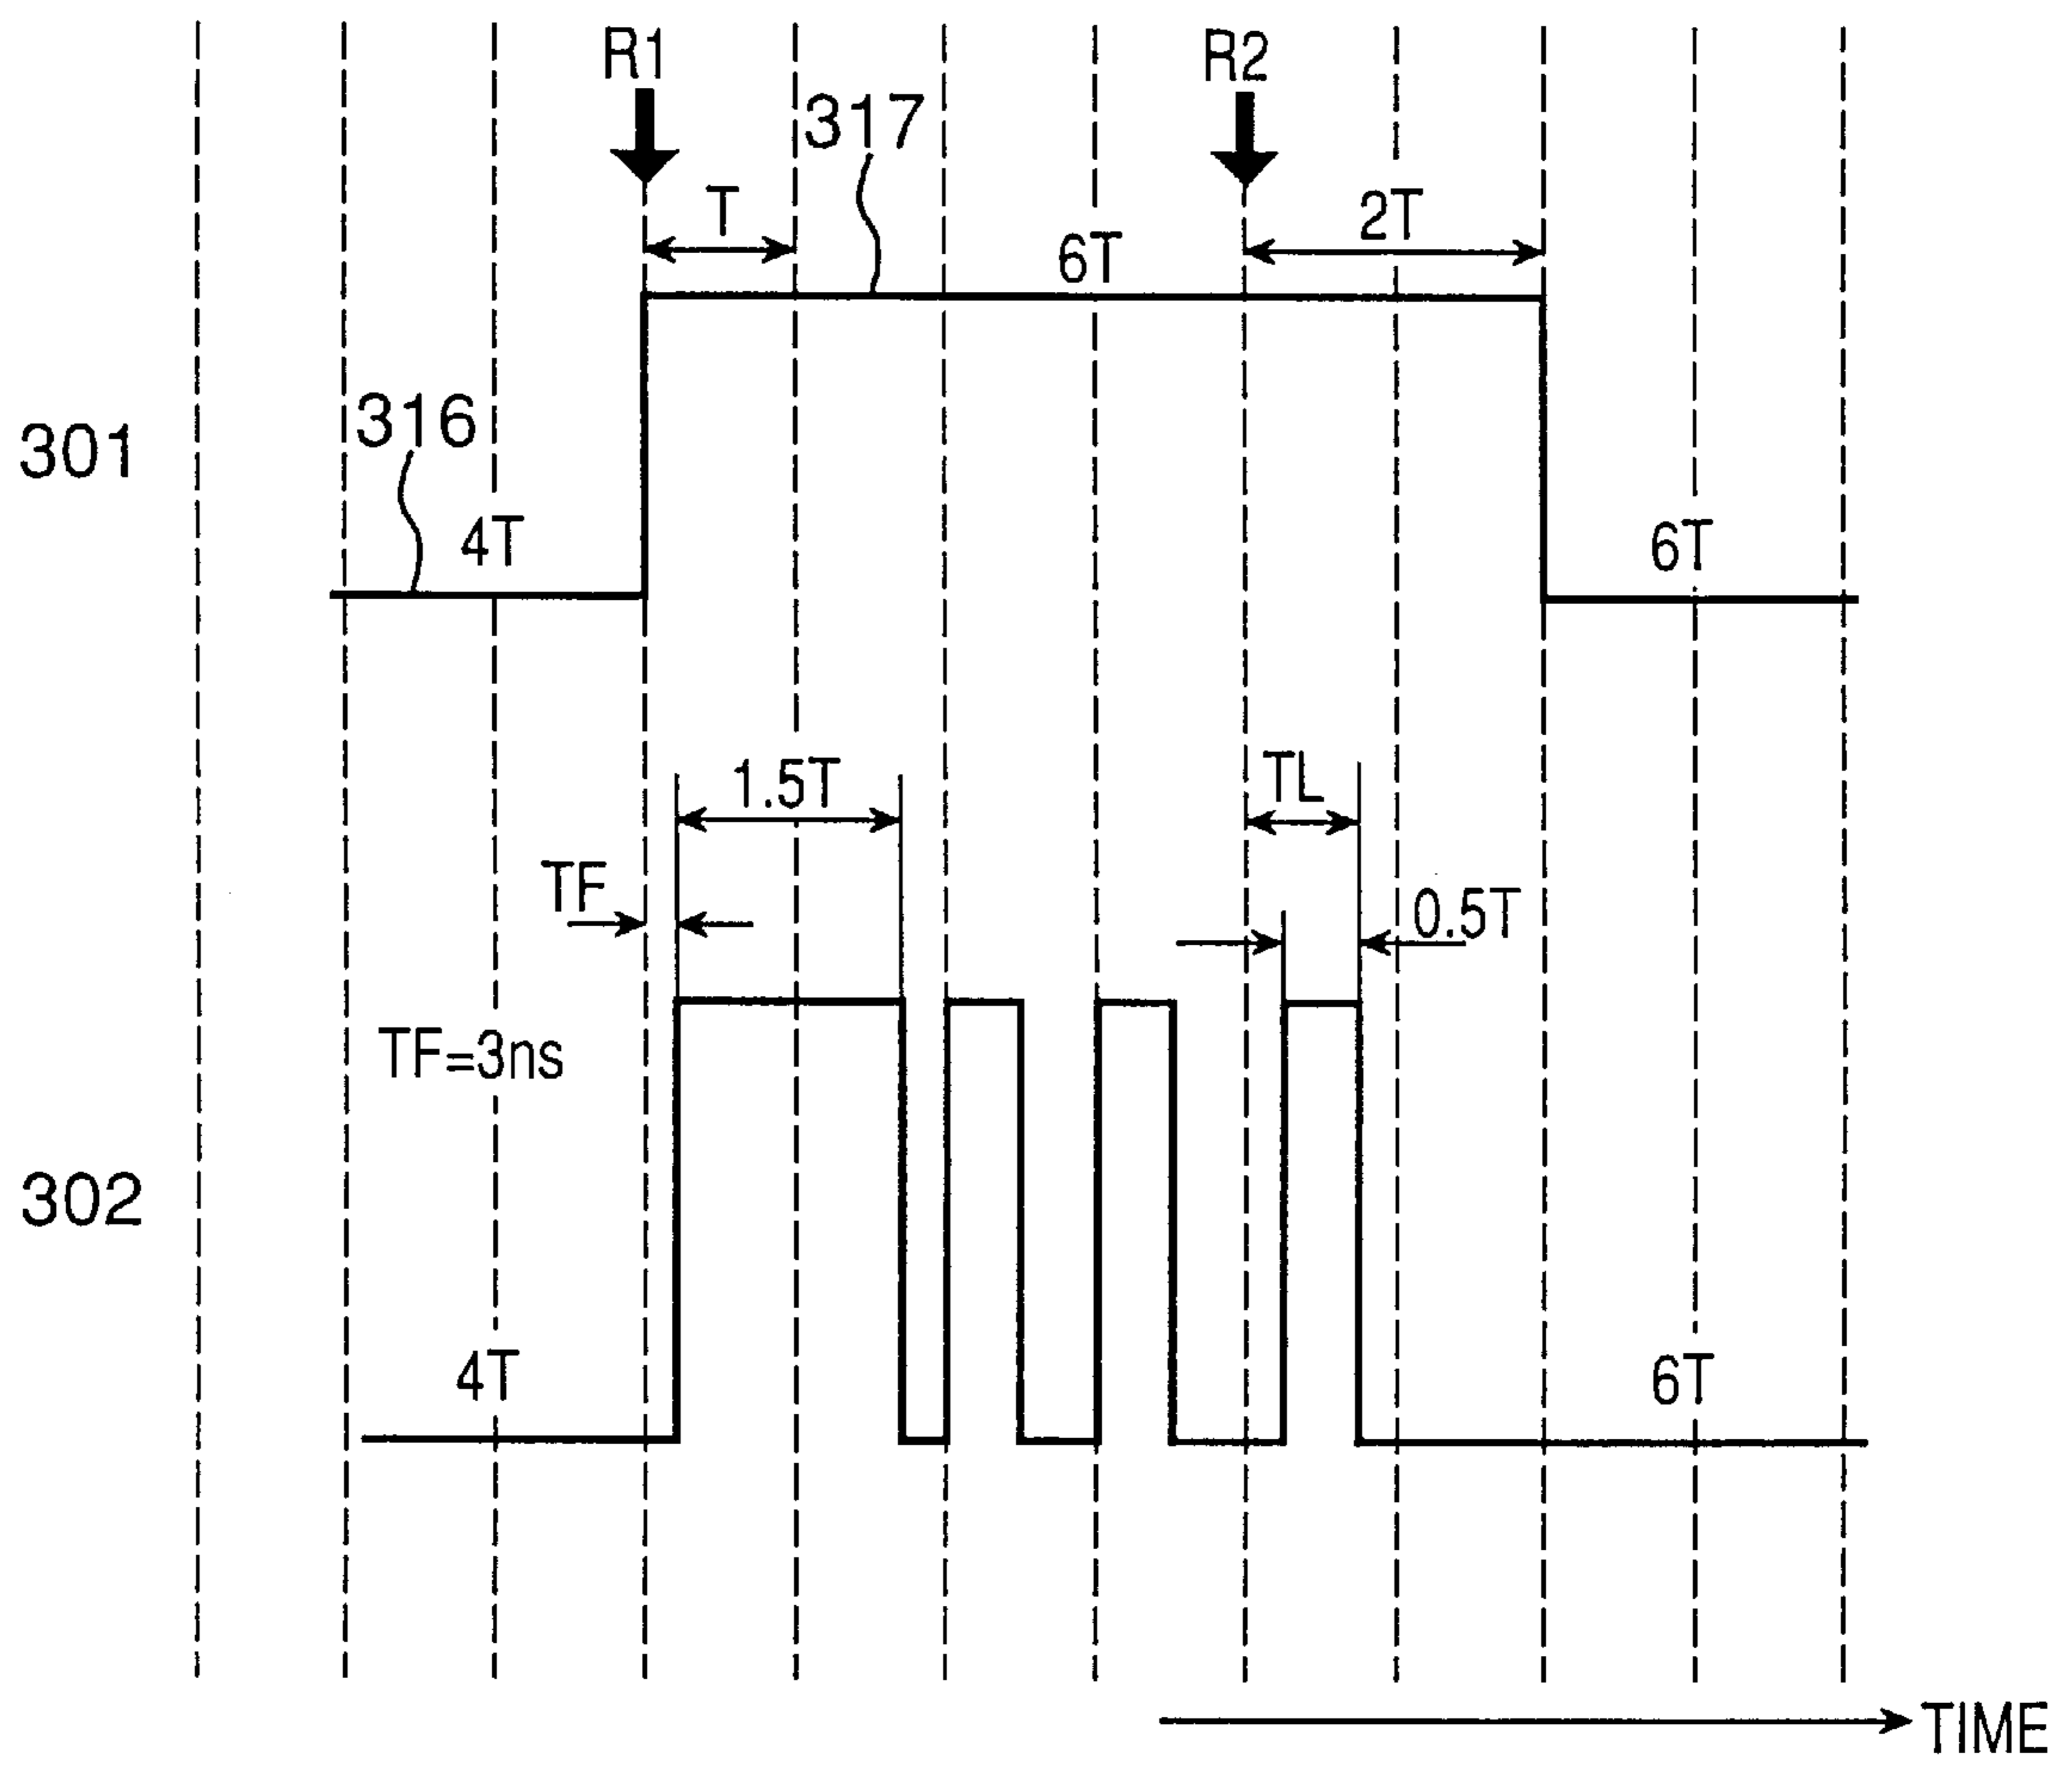 R1
R2
317
T
2T
6T
316
301
4T
6T
1.5T
TL
TF
0.5T
TF=3ns
302
4T
6T
TIME